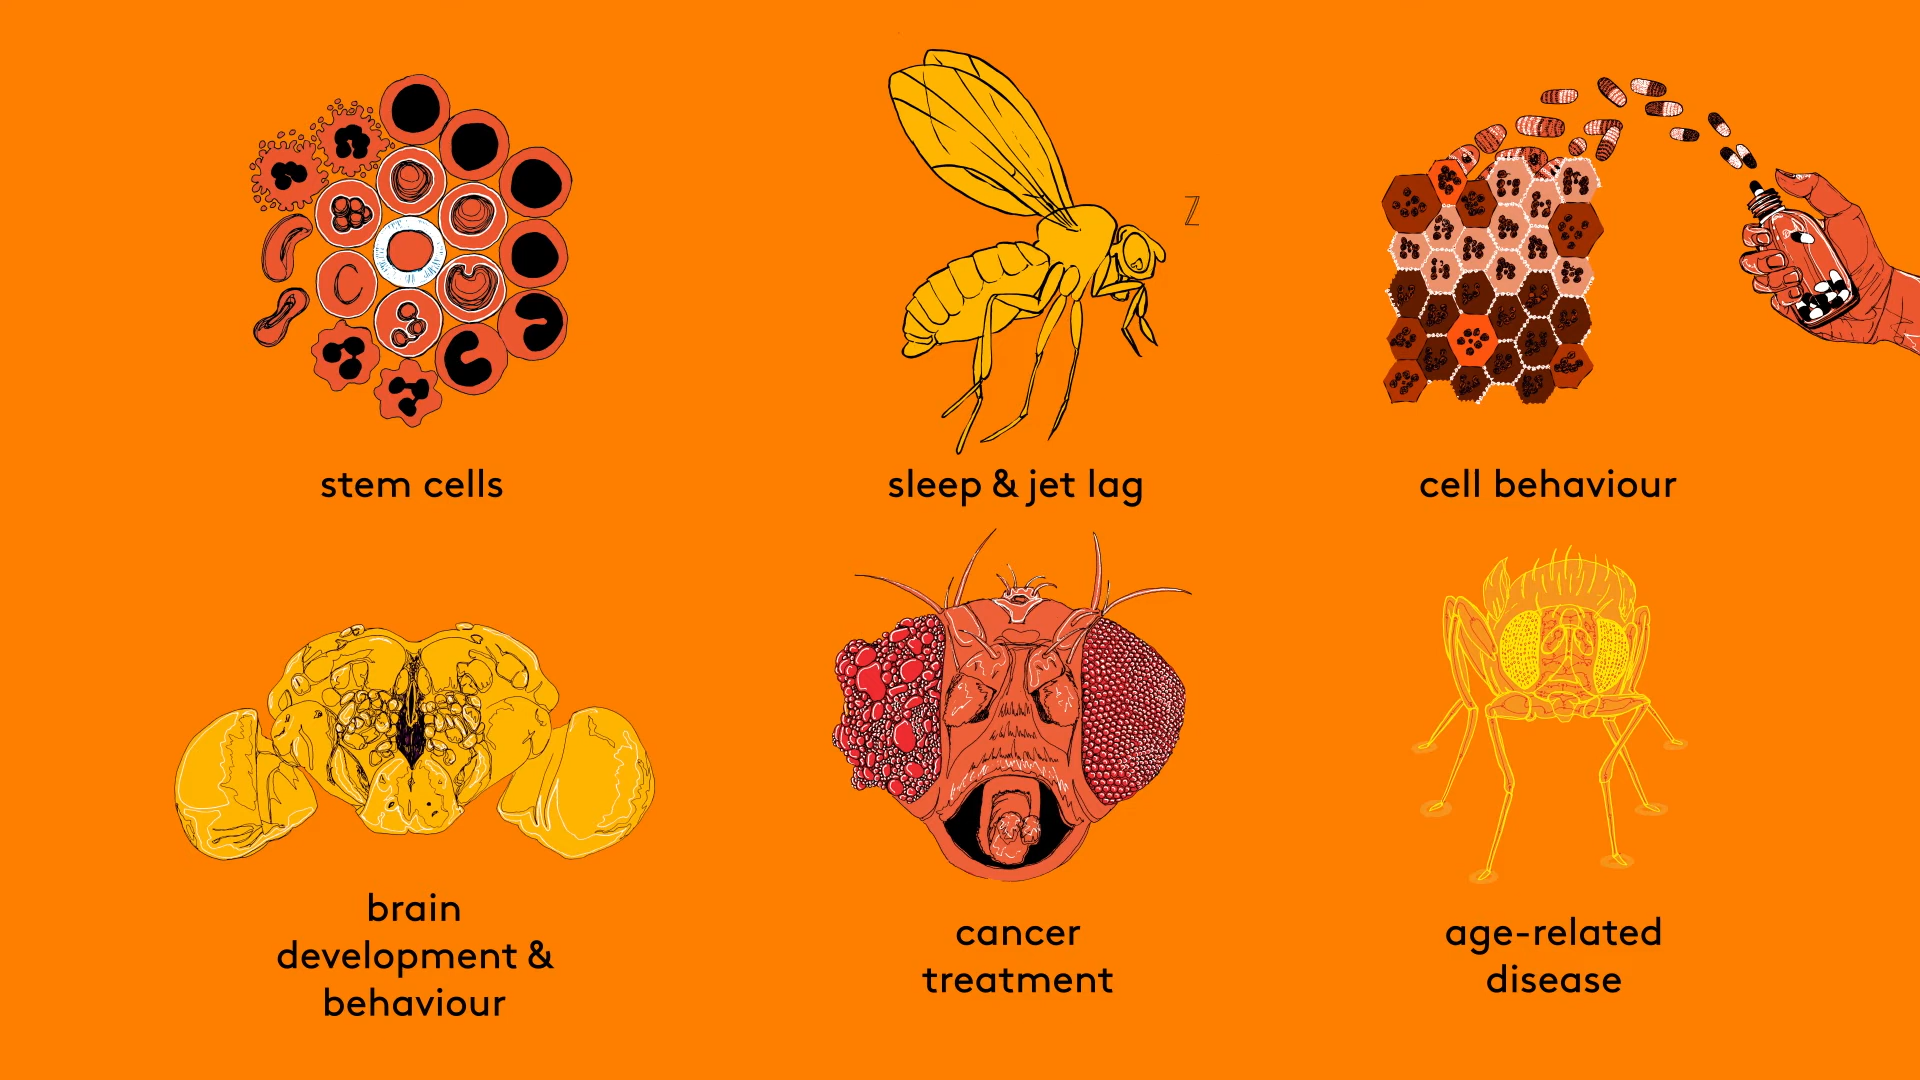 Z
stem cells
sleep & jet lag
cell behaviour
brain
development &
behaviour
cancer
treatment
age-related
disease